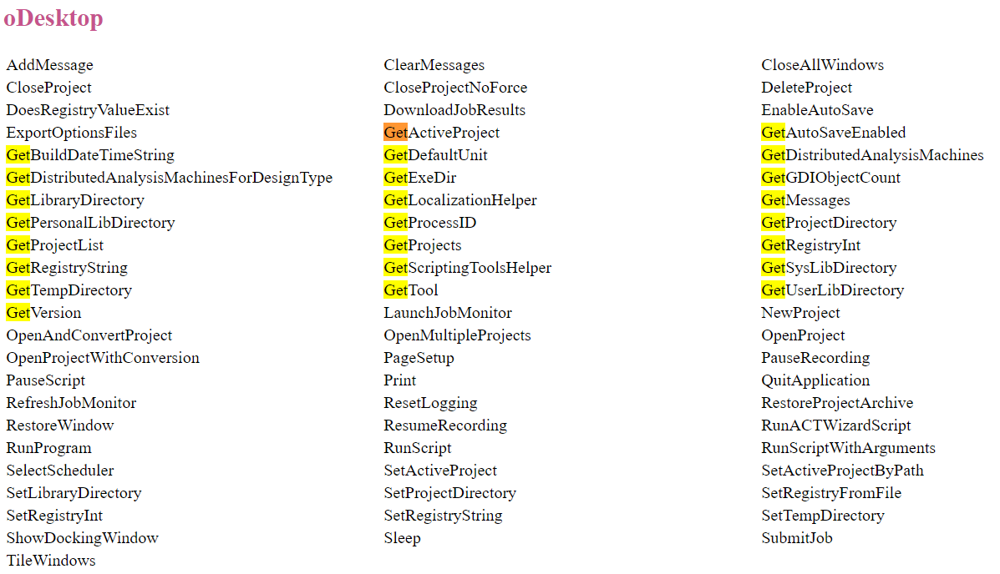 oDesktop
AddMessage ClearMessages CloseAllWindows
CloseProject CloseProjectNoForce DeleteProject
DoesRegistryValueExist DownloadJobResults EnableAutoSave
ExportOptionsFiles GetActiveProject GetAutoSaveEnabled
GetBuildDateTimeString GetDefaultUnit GetDistributedAnalysisMachines
GetDistributedAnalysisMachinesForDesignType GetExeDir GetGDIObjectCount
GetLibraryDirectory GetLocalizationHelper GetMessages
GetPersonalLibDirectory GetProcessID GetProjectDirectory
GetProjectList GetProjects GetRegistryInt
GetRegistryString GetScriptingToolsHelper GetSysLibDirectory
GetTempDirectory GetTool GetUserLibDirectory
GetVersion LaunchJobMonitor NewProject
OpenAndConvertProject OpenMultipleProjects OpenProject
OpenProjectWithConversion PageSetup PauseRecording
PauseScript Print QuitApplication
RefreshJobMonitor ResetLogging RestoreProjectArchive
RestoreWindow ResumeRecording RunACTWizardScript
RunProgram RunScript RunScriptWithArguments
SelectScheduler SetActiveProject SetActiveProjectByPath
SetLibraryDirectory SetProjectDirectory SetRegistryFromFile
SetRegistryInt SetRegistryString SetTempDirectory
ShowDockingWindow Sleep SubmitJob
TileWindows